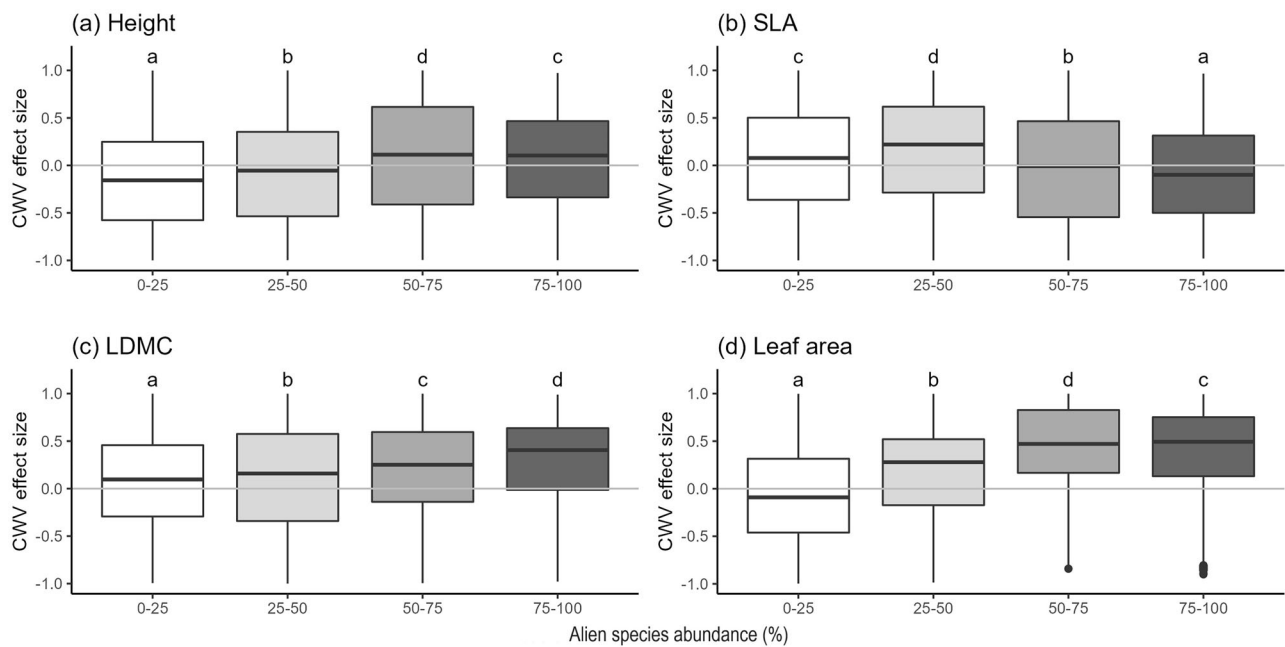 (a) Height
a b d c
CWV effect size
1.0
0.5
0.0
-0.5
-1.0
0-25 25-50 50-75 75-100
(b) SLA
c d b a
CWV effect size
1.0
0.5
0.0
-0.5
-1.0
0-25 25-50 50-75 75-100
(c) LDMC
a b c d
CWV effect size
1.0
0.5
0.0
-0.5
-1.0
0-25 25-50 50-75 75-100
(d) Leaf area
a b d c
CWV effect size
1.0
0.5
0.0
-0.5
-1.0
0-25 25-50 50-75 75-100
Alien species abundance (%)